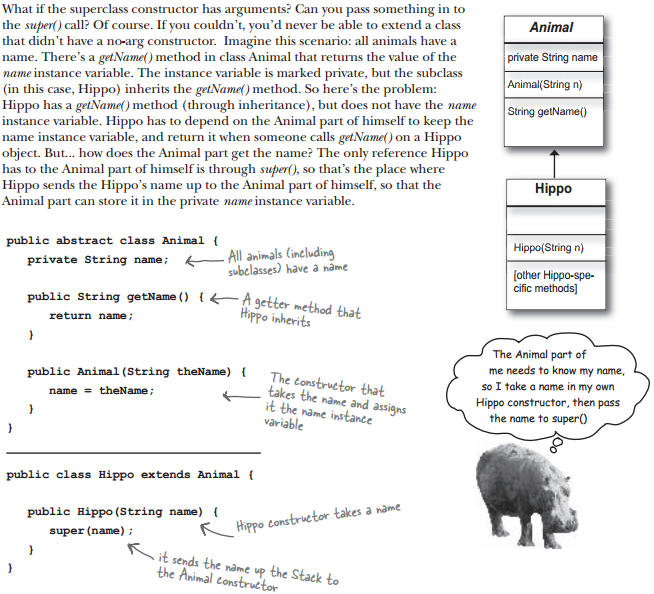 What if the superclass constructor has arguments? Can you pass something in to
the super() call? Of course. If you couldn't, you'd never be able to extend a class
that didn't have a no-arg constructor.  Imagine this scenario: all animals have a
name. There's a getName() method in class Animal that returns the value of the
name instance variable. The instance variable is marked private, but the subclass
(in this case, Hippo) inherits the getName() method. So here's the problem:
Hippo has a getName() method (through inheritance), but does not have the name
instance variable. Hippo has to depend on the Animal part of himself to keep the
name instance variable, and return it when someone calls getName() on a Hippo
object. But... how does the Animal part get the name? The only reference Hippo
has to the Animal part of himself is through super(), so that's the place where
Hippo sends the Hippo's name up to the Animal part of himself, so that the
Animal part can store it in the private name instance variable.
Animal
private String name
Animal(String n)
String getName()
Hippo
Hippo(String n)
[other Hippo-spe-
cific methods]
public abstract class Animal {
private String name;
All animals (including
subclasses) have a name
public String getName() {
A getter method that
Hippo inherits
return name;
}
public Animal(String theName) {
name = theName;
The constructor that
takes the name and assigns
it the name instance
variable
}
}
The Animal part of
me needs to know my name,
so I take a name in my own
Hippo constructor, then pass
the name to super()
public class Hippo extends Animal {
public Hippo(String name) {
super(name);
Hippo constructor takes a name
}
it sends the name up the Stack to
the Animal constructor
}